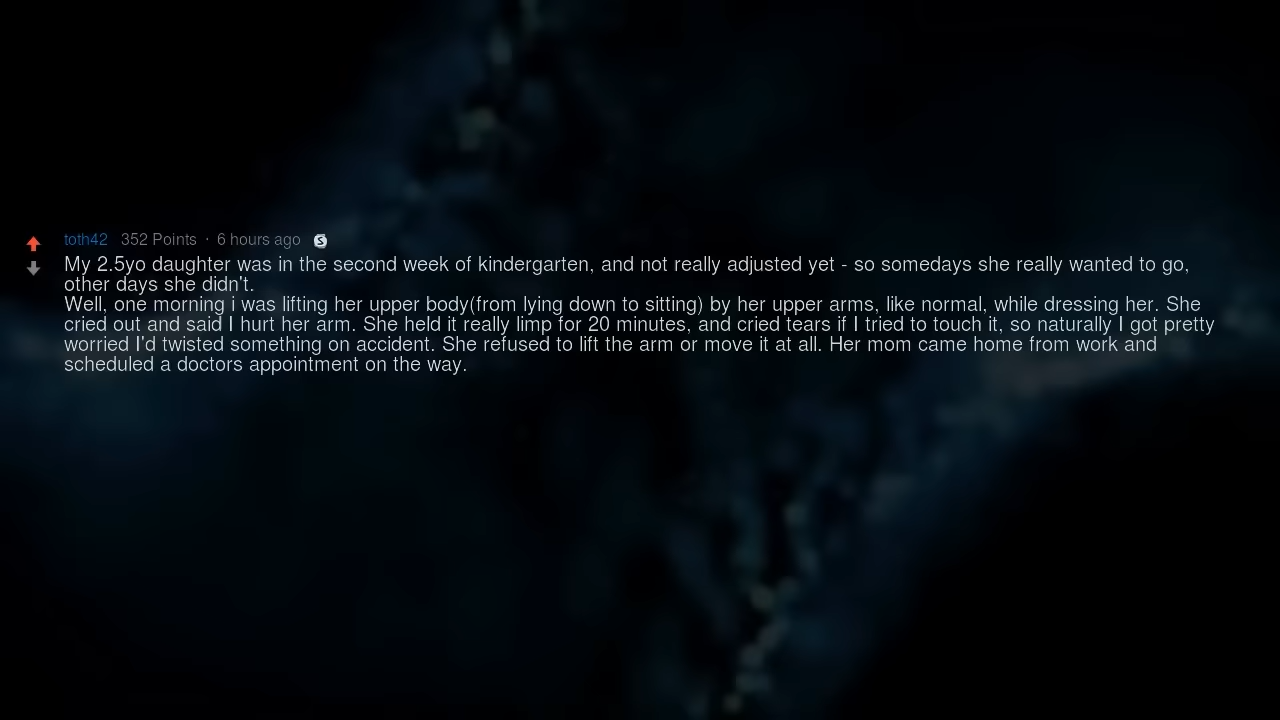 toth42 352 Points · 6 hours ago S
My 2.5yo daughter was in the second week of kindergarten, and not really adjusted yet - so somedays she really wanted to go,
other days she didn't.
Well, one morning i was lifting her upper body(from lying down to sitting) by her upper arms, like normal, while dressing her. She
cried out and said I hurt her arm. She held it really limp for 20 minutes, and cried tears if I tried to touch it, so naturally I got pretty
worried I'd twisted something on accident. She refused to lift the arm or move it at all. Her mom came home from work and
scheduled a doctors appointment on the way.